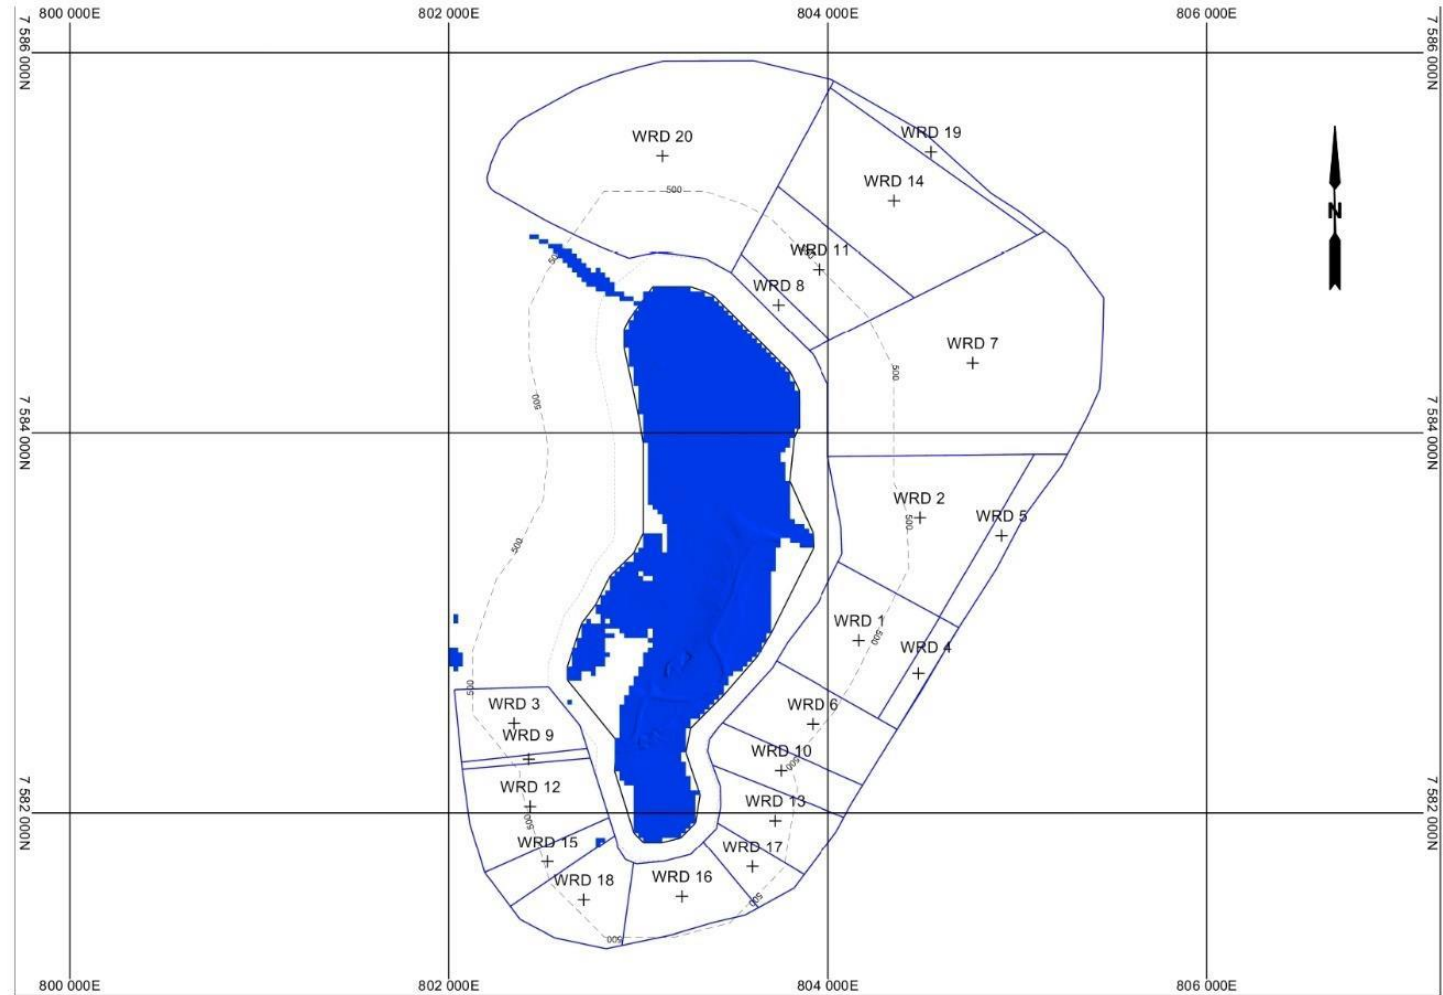 800 000E 802 000E 804 000E 806 000E
7 586 000N 7 586 000N
WRD 19
WRD 20
WRD 14
500
N
WRD 11
50
WRD 8
WRD 7
500
500
7 584 000N 7 584 000N
WRD 2
WRD 5
500
500
WRD 1
500
WRD 4
500
WRD 3
WRD 6
WRD 9
WRD 10
500
WRD 12
WRD 13
7 582 000N 7 582 000N
500
WRD 15
WRD 17
WRD 18
WRD 16
500
500
800 000E 802 000E 804 000E 806 000E